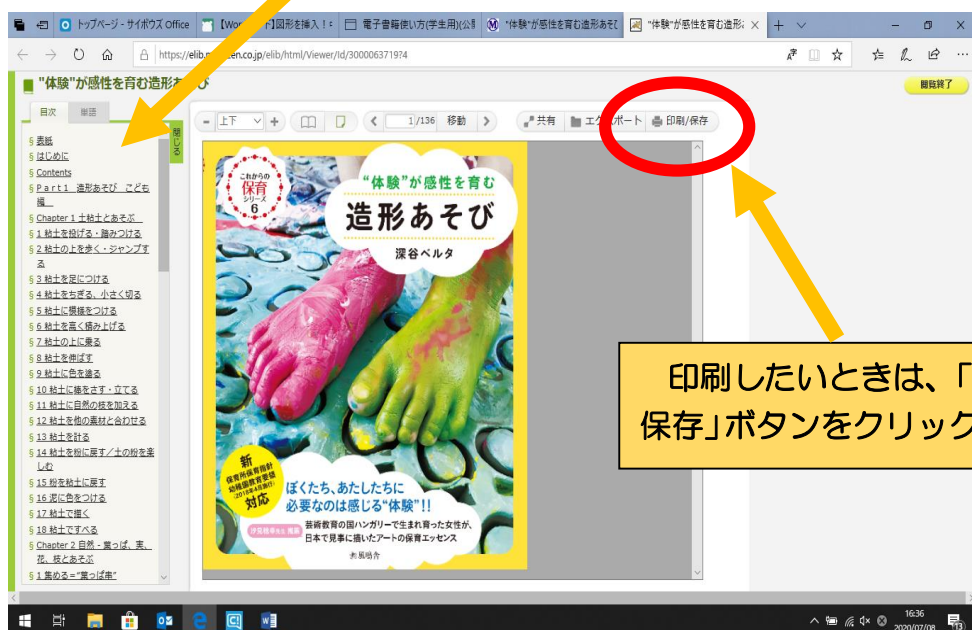 トップページ - サイボウズ Office
電子書籍使い方(学生用)(公
"体験"が感性を育む造形あそ
"体験"が感性を育む造形
https://elib
en.co.jp/elib/html/Viewer/Id/3000063719?4
"体験"が感性を育む造形あそび
閲覧終了
目次
単語
閉じる
上下
1/136 移動
共有
エクスポート
印刷/保存
§ 表紙
§ はじめに
§ Contents
§ Part1 造形あそび こども編
§ Chapter 1 土粘土とあそぶ
§ 1 粘土を投げる・踏みつける
§ 2 粘土の上を歩く・ジャンプす
る
§ 3 粘土を足につける
§ 4 粘土をちぎる、小さく切る
§ 5 粘土に模様をつける
§ 6 粘土を高く積み上げる
§ 7 粘土の上に乗る
§ 8 粘土を伸ばす
§ 9 粘土に色を塗る
§ 10 粘土に棒をさす・立てる
§ 11 粘土に自然の枝を加える
§ 12 粘土を他の素材と合わせる
§ 13 粘土を計る
§ 14 粘土を粉に戻す/土の粉を楽
しむ
§ 15 粉を粘土に戻す
§ 16 泥に色をつける
§ 17 粘土で描く
§ 18 粘土ですべる
§ Chapter 2 自然 - 葉っぱ、実、
花、枝とあそぶ
§ 1 集める="葉っぱ串"
これからの
保育
シリーズ
6
"体験"が感性を育む
造形あそび
深谷ベルタ
新
保育所保育指針
幼稚園教育要領
(2018年4月施行)
対応
ぼくたち、あたしたちに
必要なのは感じる"体験"!!
芸術教育の国ハンガリーで生まれ育った女性が、
日本で見事に描いたアートの保育エッセンス
印刷したいときは、「
保存」ボタンをクリック
16:36
2020/07/08